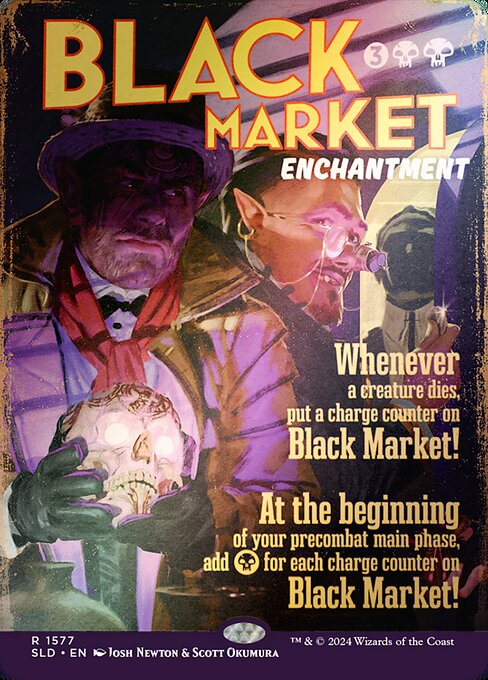 BLACK
MARKET
3
ENCHANTMENT
Whenever
a creature dies,
put a charge counter on
Black Market!
At the beginning
of your precombat main phase,
add for each charge counter on
Black Market!
R 1577
SLD • EN JOSH NEWTON & SCOTT OKUMURA
™ & © 2024 Wizards of the Coast